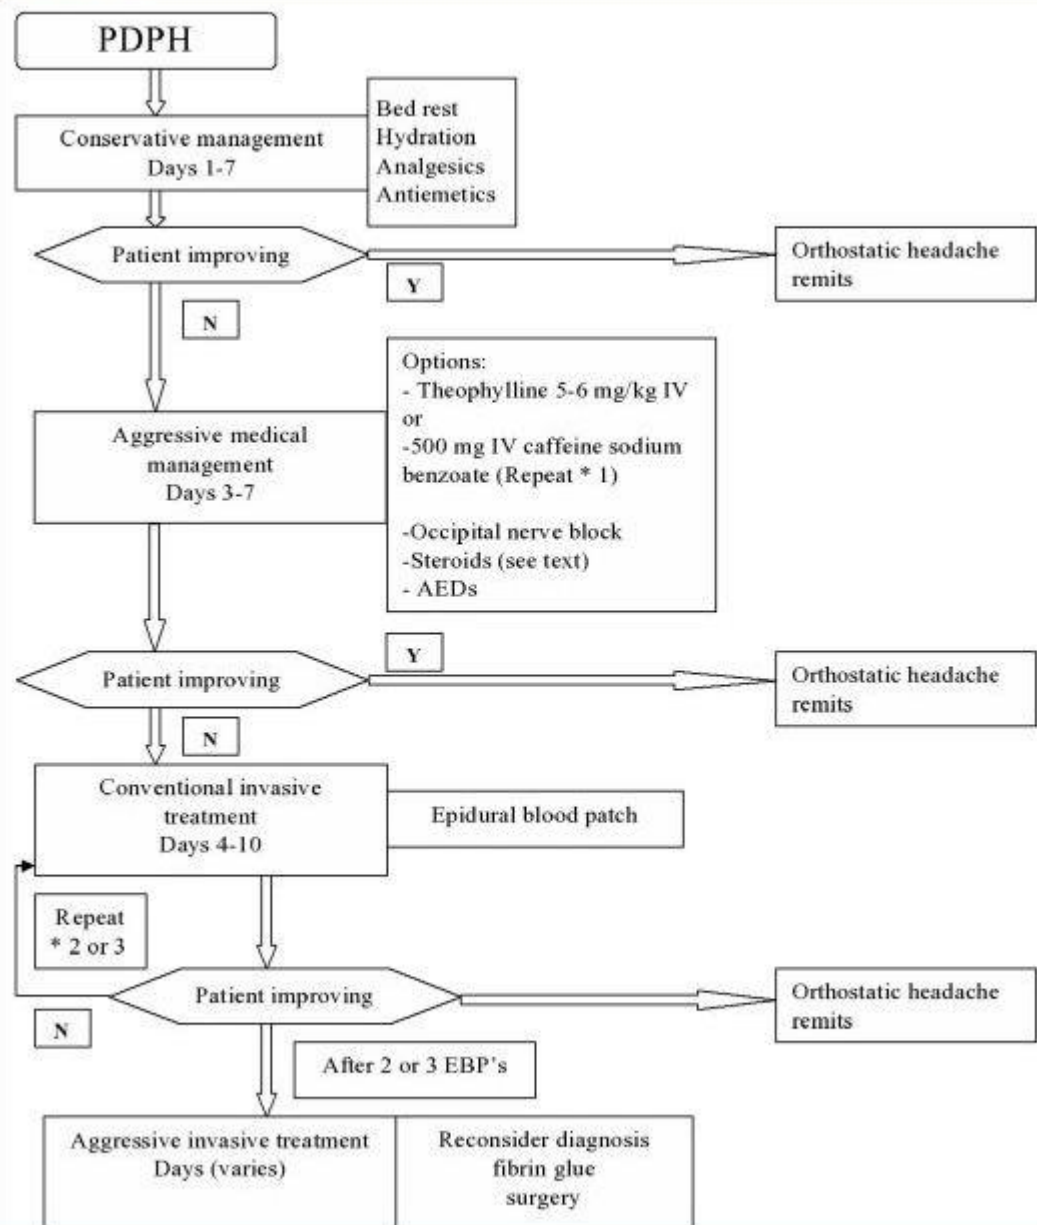 PDPH
Conservative management
Days 1-7
Bed rest
Hydration
Analgesics
Antiemetics
Patient improving
Y
Orthostatic headache
remits
N
Aggressive medical
management
Days 3-7
Options:
- Theophylline 5-6 mg/kg IV
or
-500 mg IV caffeine sodium
benzoate (Repeat * 1)
-Occipital nerve block
-Steroids (see text)
- AEDs
Patient improving
Y
Orthostatic headache
remits
N
Conventional invasive
treatment
Days 4-10
Epidural blood patch
Repeat
* 2 or 3
Patient improving
Orthostatic headache
remits
N
After 2 or 3 EBP's
Aggressive invasive treatment
Days (varies)
Reconsider diagnosis
fibrin glue
surgery